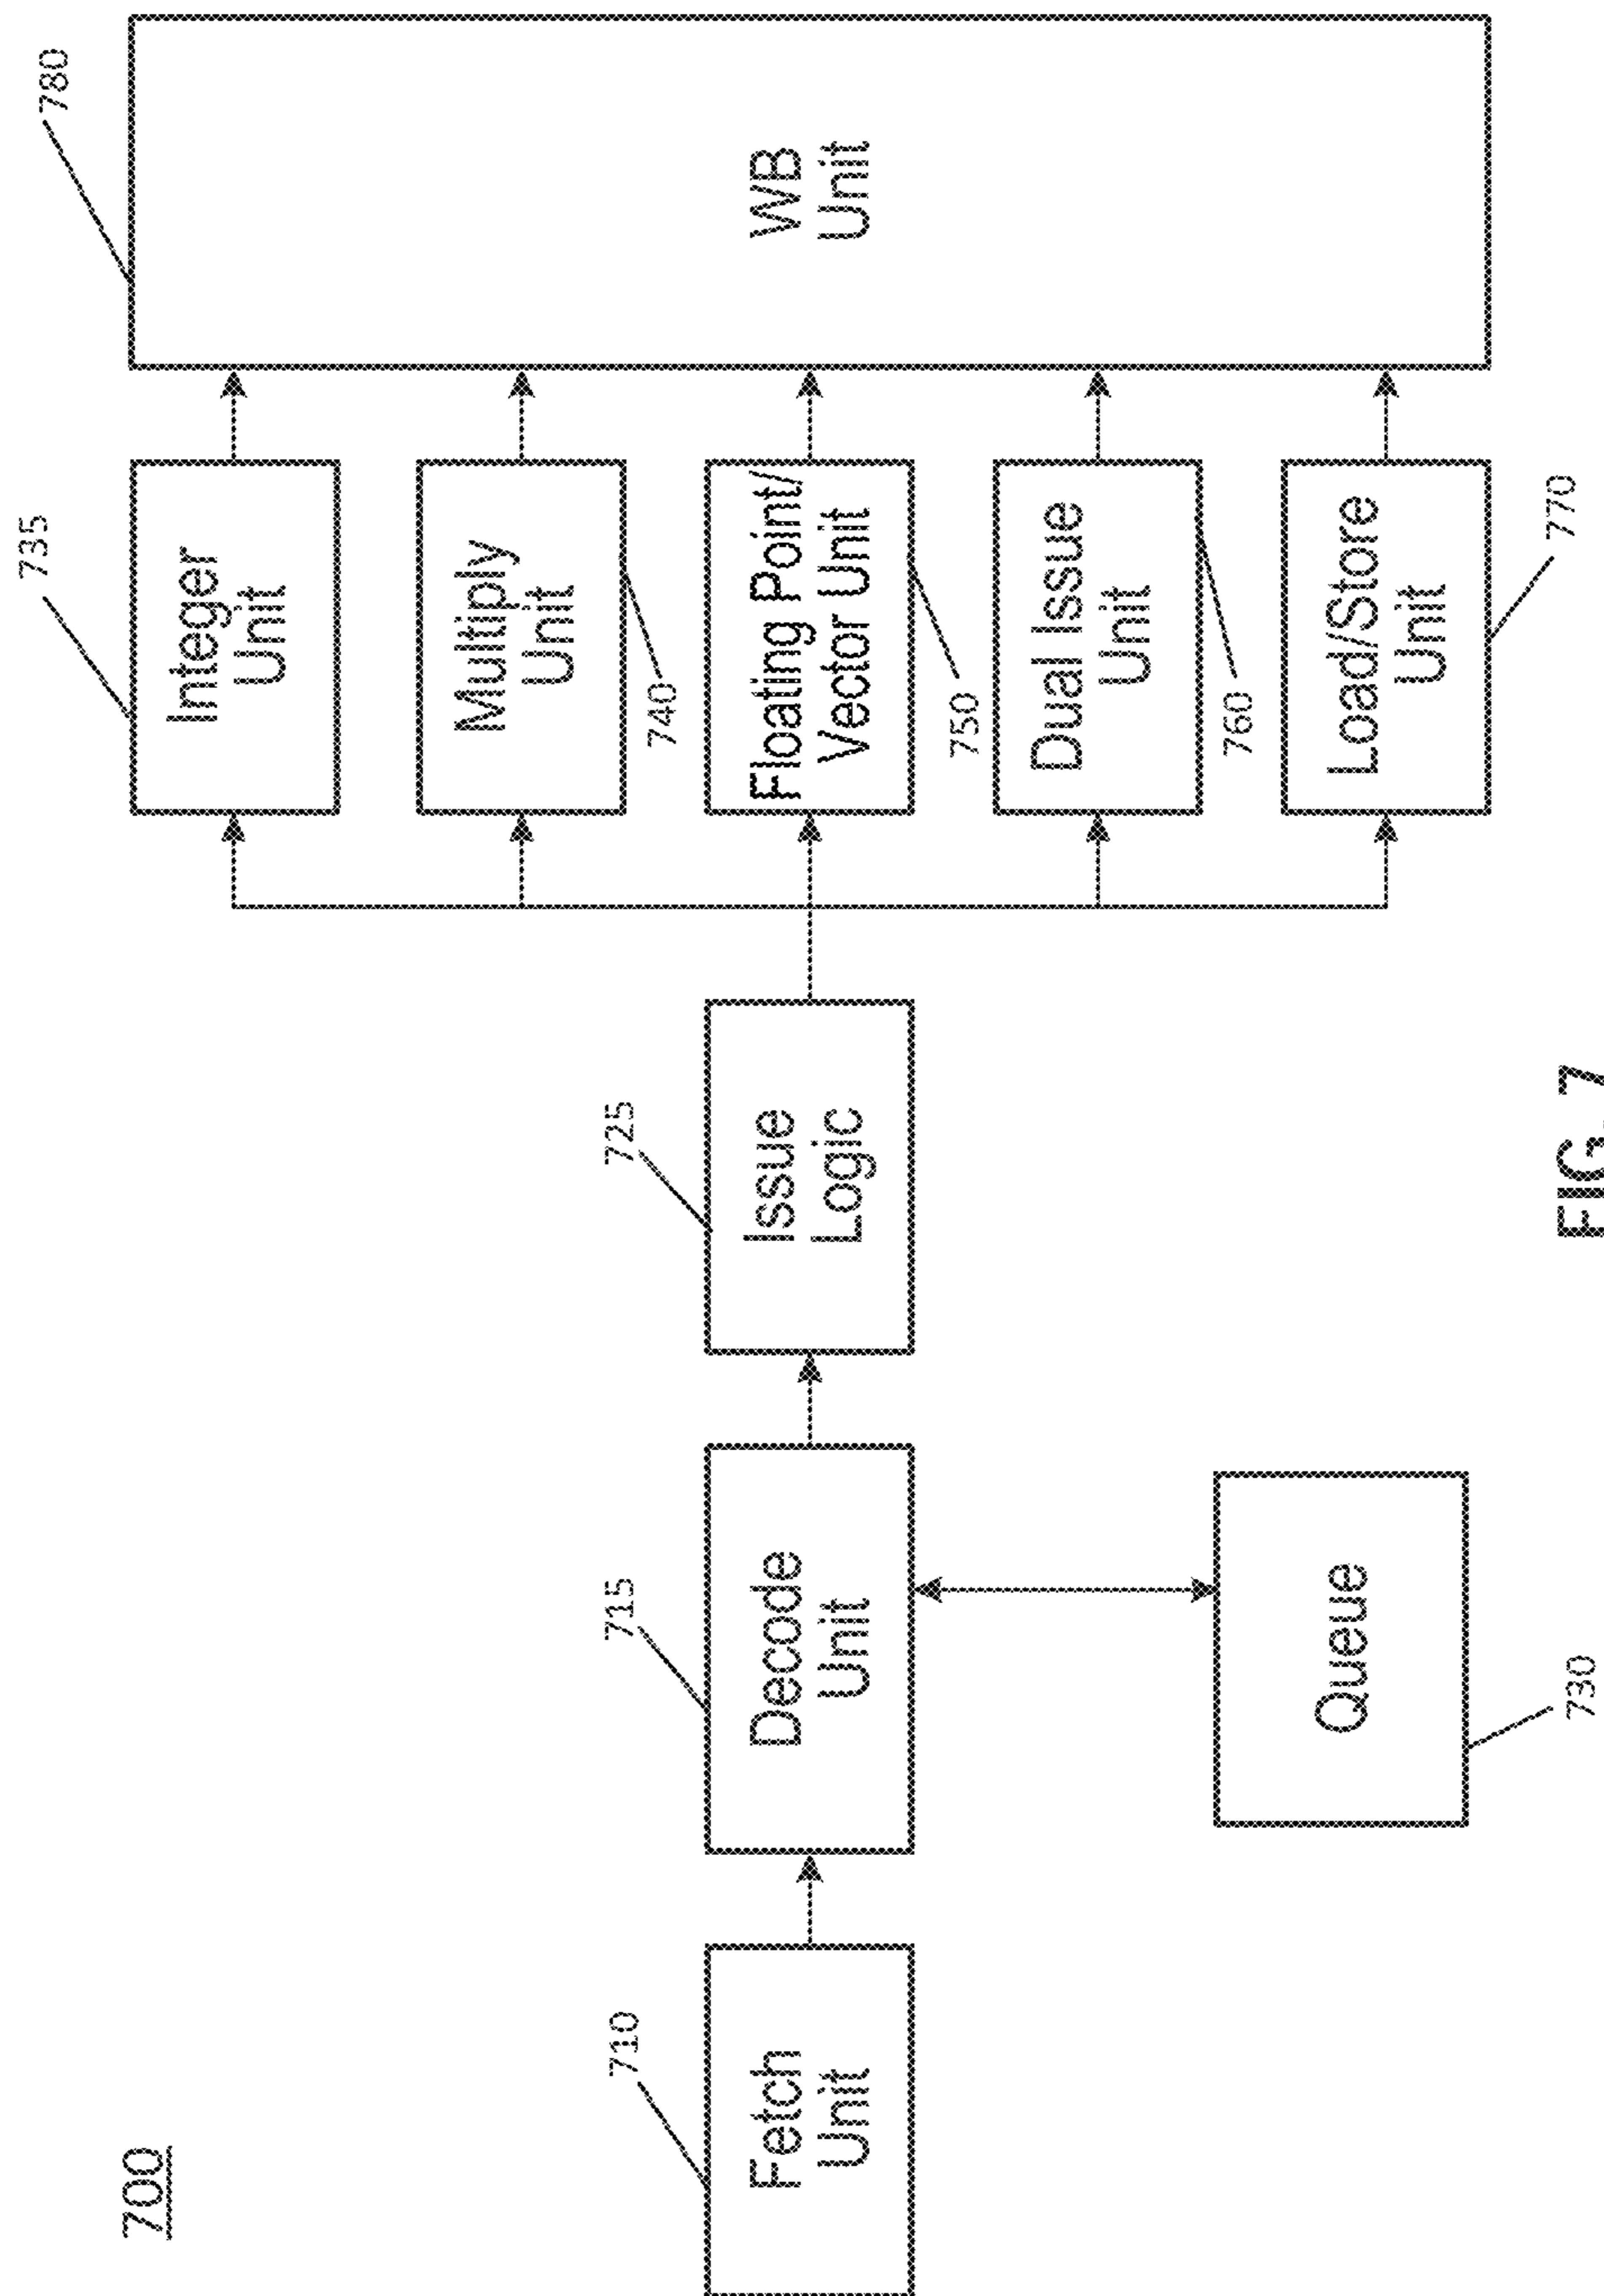 700
780
WB
Unit
735
Integer
Unit
Multiply
Unit
740
710
Fetch
Unit
715
Decode
Unit
725
Issue
Logic
Floating Point/
Vector Unit
750
Dual Issue
Unit
760
Queue
730
Load/Store
Unit
770
FIG. 7